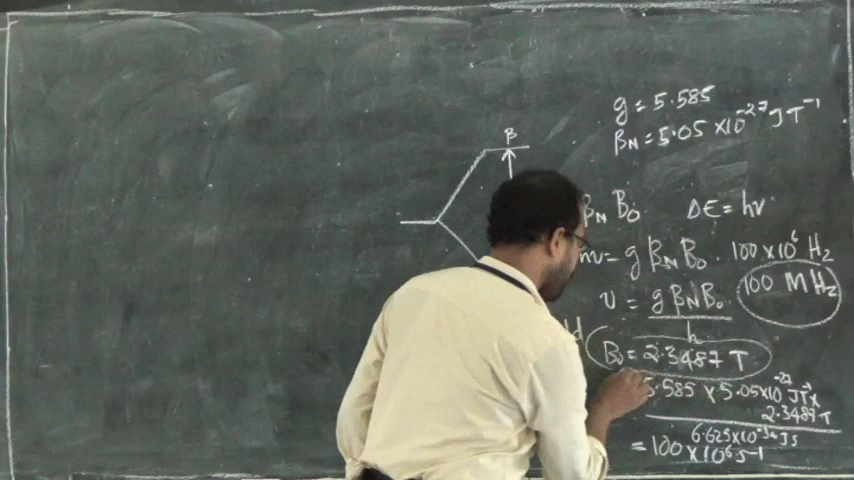 g = 5.585
βN = 5.05 × 10⁻²⁷ J T⁻¹
β
βN B₀ ΔE = hν
hν = g βN B₀ 100 × 10⁶ Hz
ν = g βN B₀ 100 MHz
h
B₀ = 2.3487 T
5.585 × 5.05 × 10⁻²⁷ J T⁻¹ ×
2.3487 T
6.625 × 10⁻³⁴ J s
= 100 × 10⁶ s⁻¹